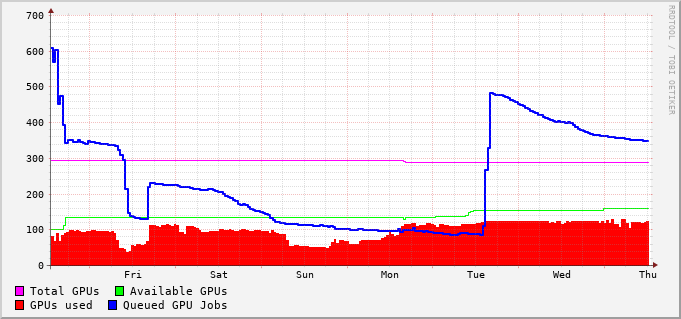 700
600
500
400
300
200
100
0
Fri Sat Sun Mon Tue Wed Thu
Total GPUs Available GPUs
GPUs used Queued GPU Jobs
RRDTOOL / TOBI OETIKER